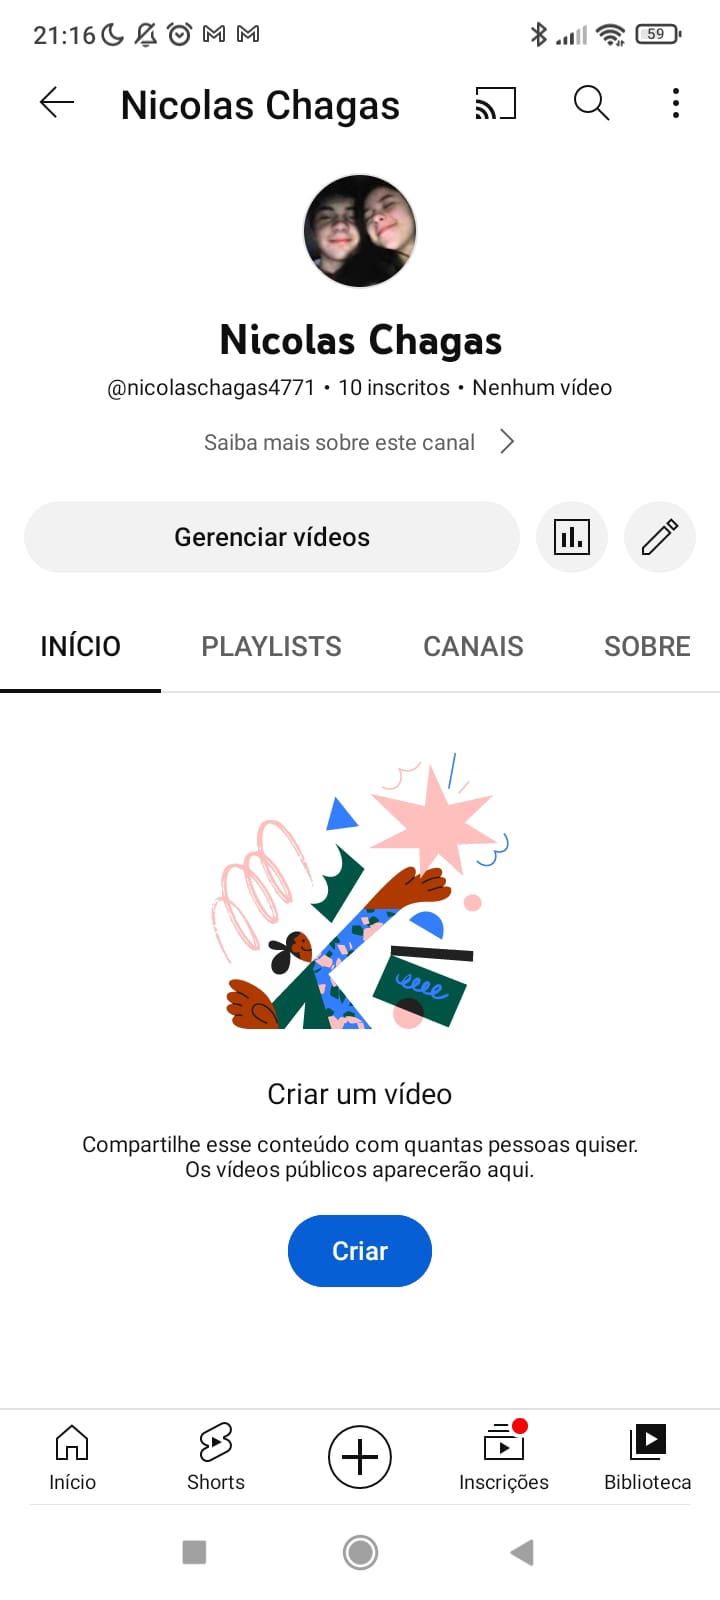 21:16 59
Nicolas Chagas
Nicolas Chagas
@nicolaschagas4771 • 10 inscritos • Nenhum vídeo
Saiba mais sobre este canal
Gerenciar vídeos
INÍCIO PLAYLISTS CANAIS SOBRE
Criar um vídeo
Compartilhe esse conteúdo com quantas pessoas quiser.
Os vídeos públicos aparecerão aqui.
Criar
Início Shorts Inscrições Biblioteca